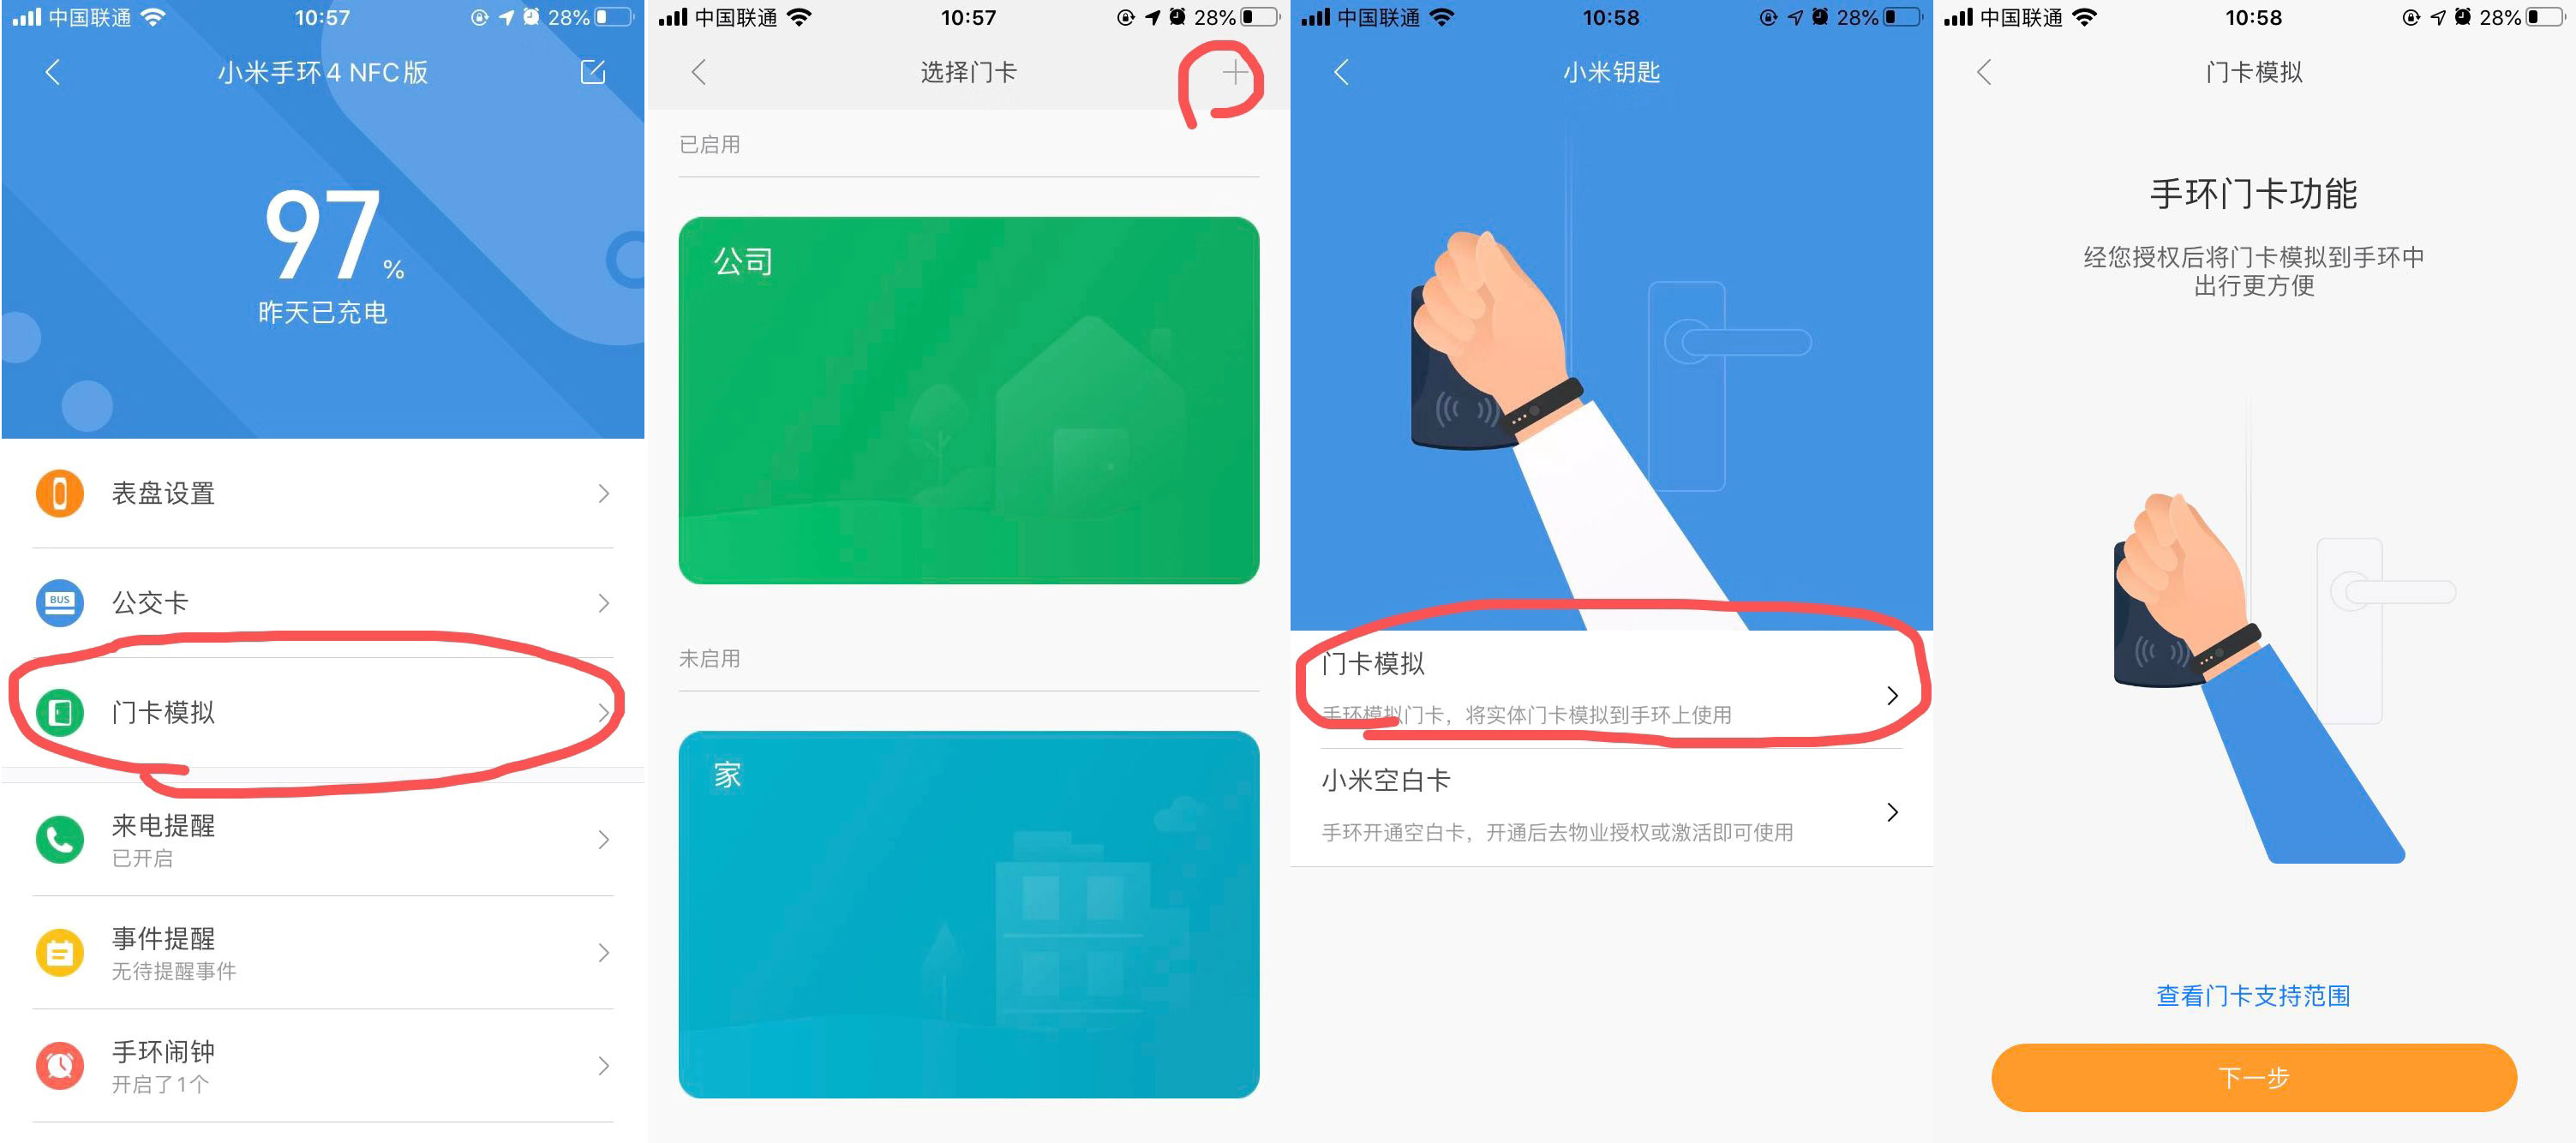 中国联通
10:57
28%
小米手环4 NFC版
97%
昨天已充电
表盘设置
BUS
公交卡
门卡模拟
来电提醒
已开启
事件提醒
无待提醒事件
手环闹钟
开启了1个
中国联通
10:57
28%
选择门卡
已启用
公司
未启用
家
中国联通
10:58
28%
小米钥匙
门卡模拟
手环模拟门卡，将实体门卡模拟到手环上使用
小米空白卡
手环开通空白卡，开通后去物业授权或激活即可使用
中国联通
10:58
28%
门卡模拟
手环门卡功能
经您授权后将门卡模拟到手环中
出行更方便
查看门卡支持范围
下一步